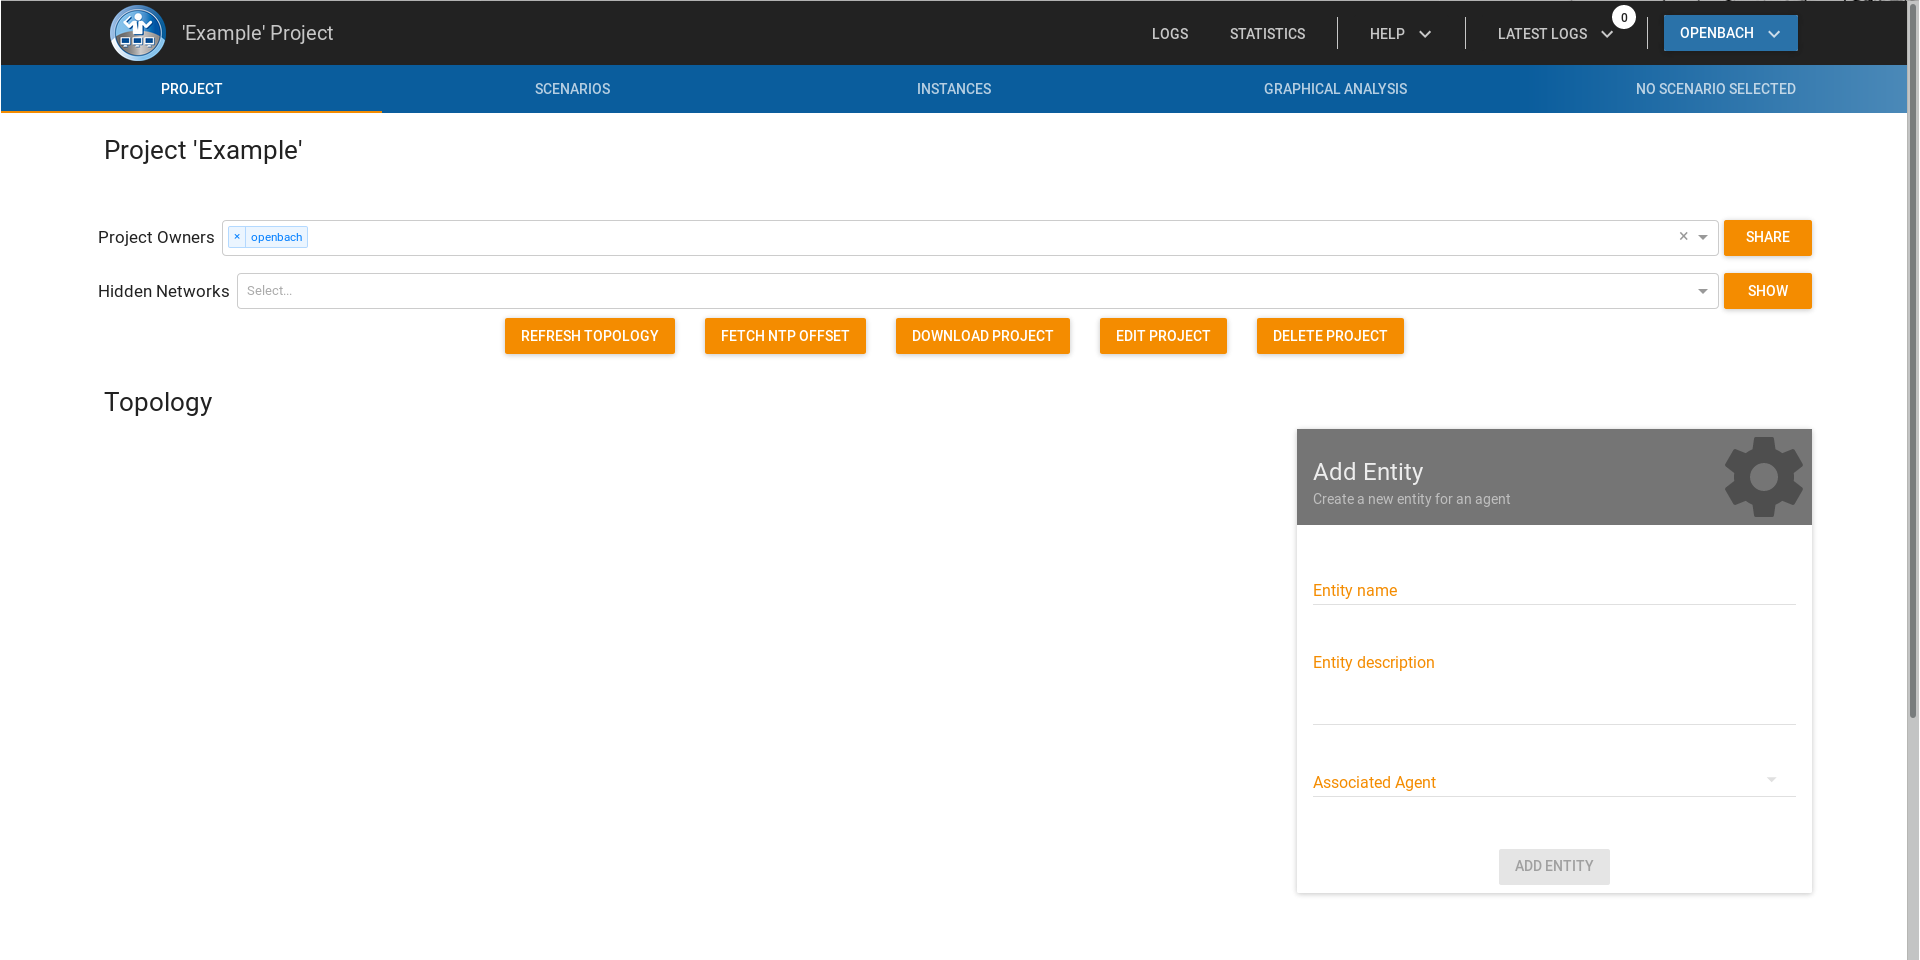 'Example' Project
LOGS
STATISTICS
HELP
LATEST LOGS
0
OPENBACH
PROJECT
SCENARIOS
INSTANCES
GRAPHICAL ANALYSIS
NO SCENARIO SELECTED
Project 'Example'
Project Owners
× openbach
×
SHARE
Hidden Networks
Select...
SHOW
REFRESH TOPOLOGY
FETCH NTP OFFSET
DOWNLOAD PROJECT
EDIT PROJECT
DELETE PROJECT
Topology
Add Entity
Create a new entity for an agent
Entity name
Entity description
Associated Agent
ADD ENTITY